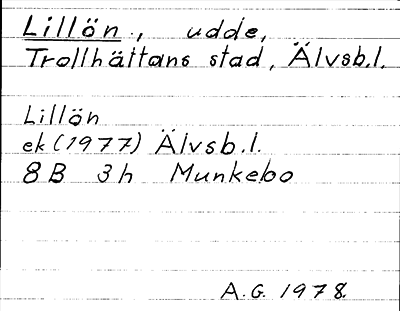 Lillön, udde,
Trollhättans stad, Älvsb.l.
Lillön
ek (1977) Älvsb.l.
8B 3h Munkebo
A.G. 1978.